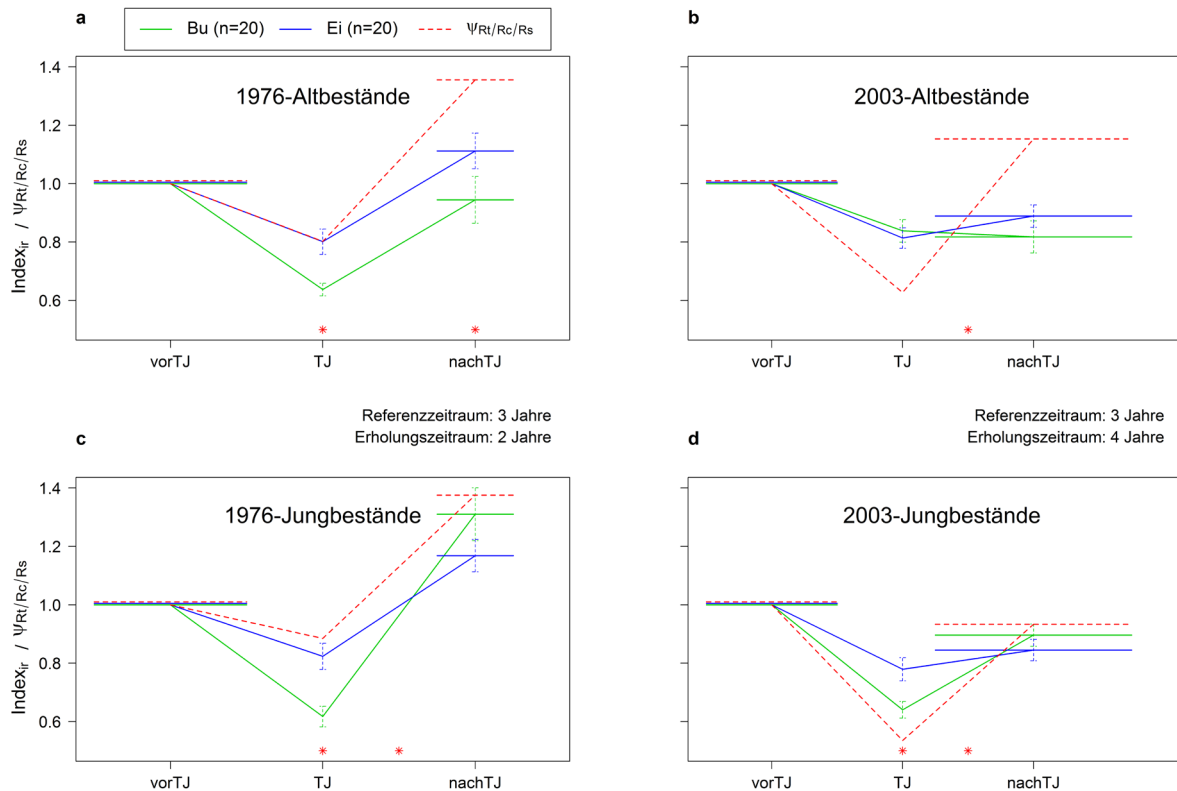 a
b
Bu (n=20) Ei (n=20) ΨRt/Rc/Rs
1976-Altbestände
2003-Altbestände
Indexir / ΨRt/Rc/Rs
1.4
1.2
1.0
0.8
0.6
*
*
*
vorTJ TJ nachTJ
vorTJ TJ nachTJ
Referenzzeitraum: 3 Jahre
Erholungszeitraum: 2 Jahre
Referenzzeitraum: 3 Jahre
Erholungszeitraum: 4 Jahre
c
d
1976-Jungbestände
2003-Jungbestände
Indexir / ΨRt/Rc/Rs
1.4
1.2
1.0
0.8
0.6
*
*
*
*
vorTJ TJ nachTJ
vorTJ TJ nachTJ